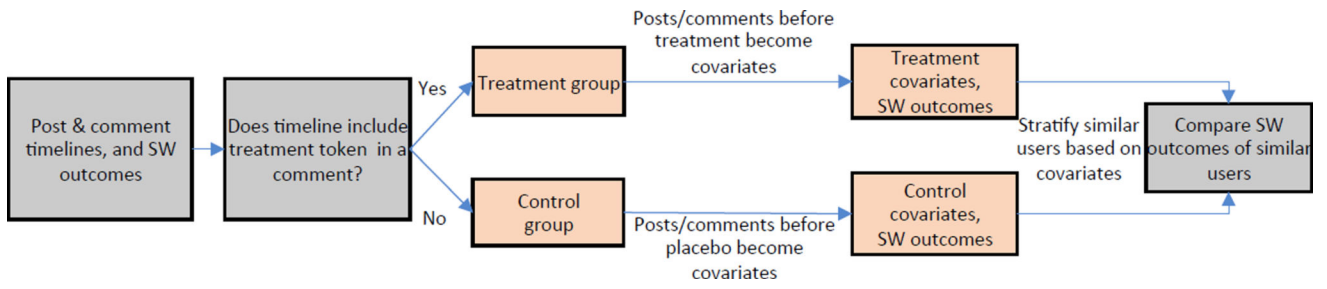 Post & comment
timelines, and SW
outcomes
Does timeline include
treatment token in a
comment?
Yes
No
Treatment group
Control
group
Posts/comments before
treatment become
covariates
Posts/comments before
placebo become
covariates
Treatment
covariates,
SW outcomes
Control
covariates,
SW outcomes
Stratify similar
users based on
covariates
Compare SW
outcomes of similar
users